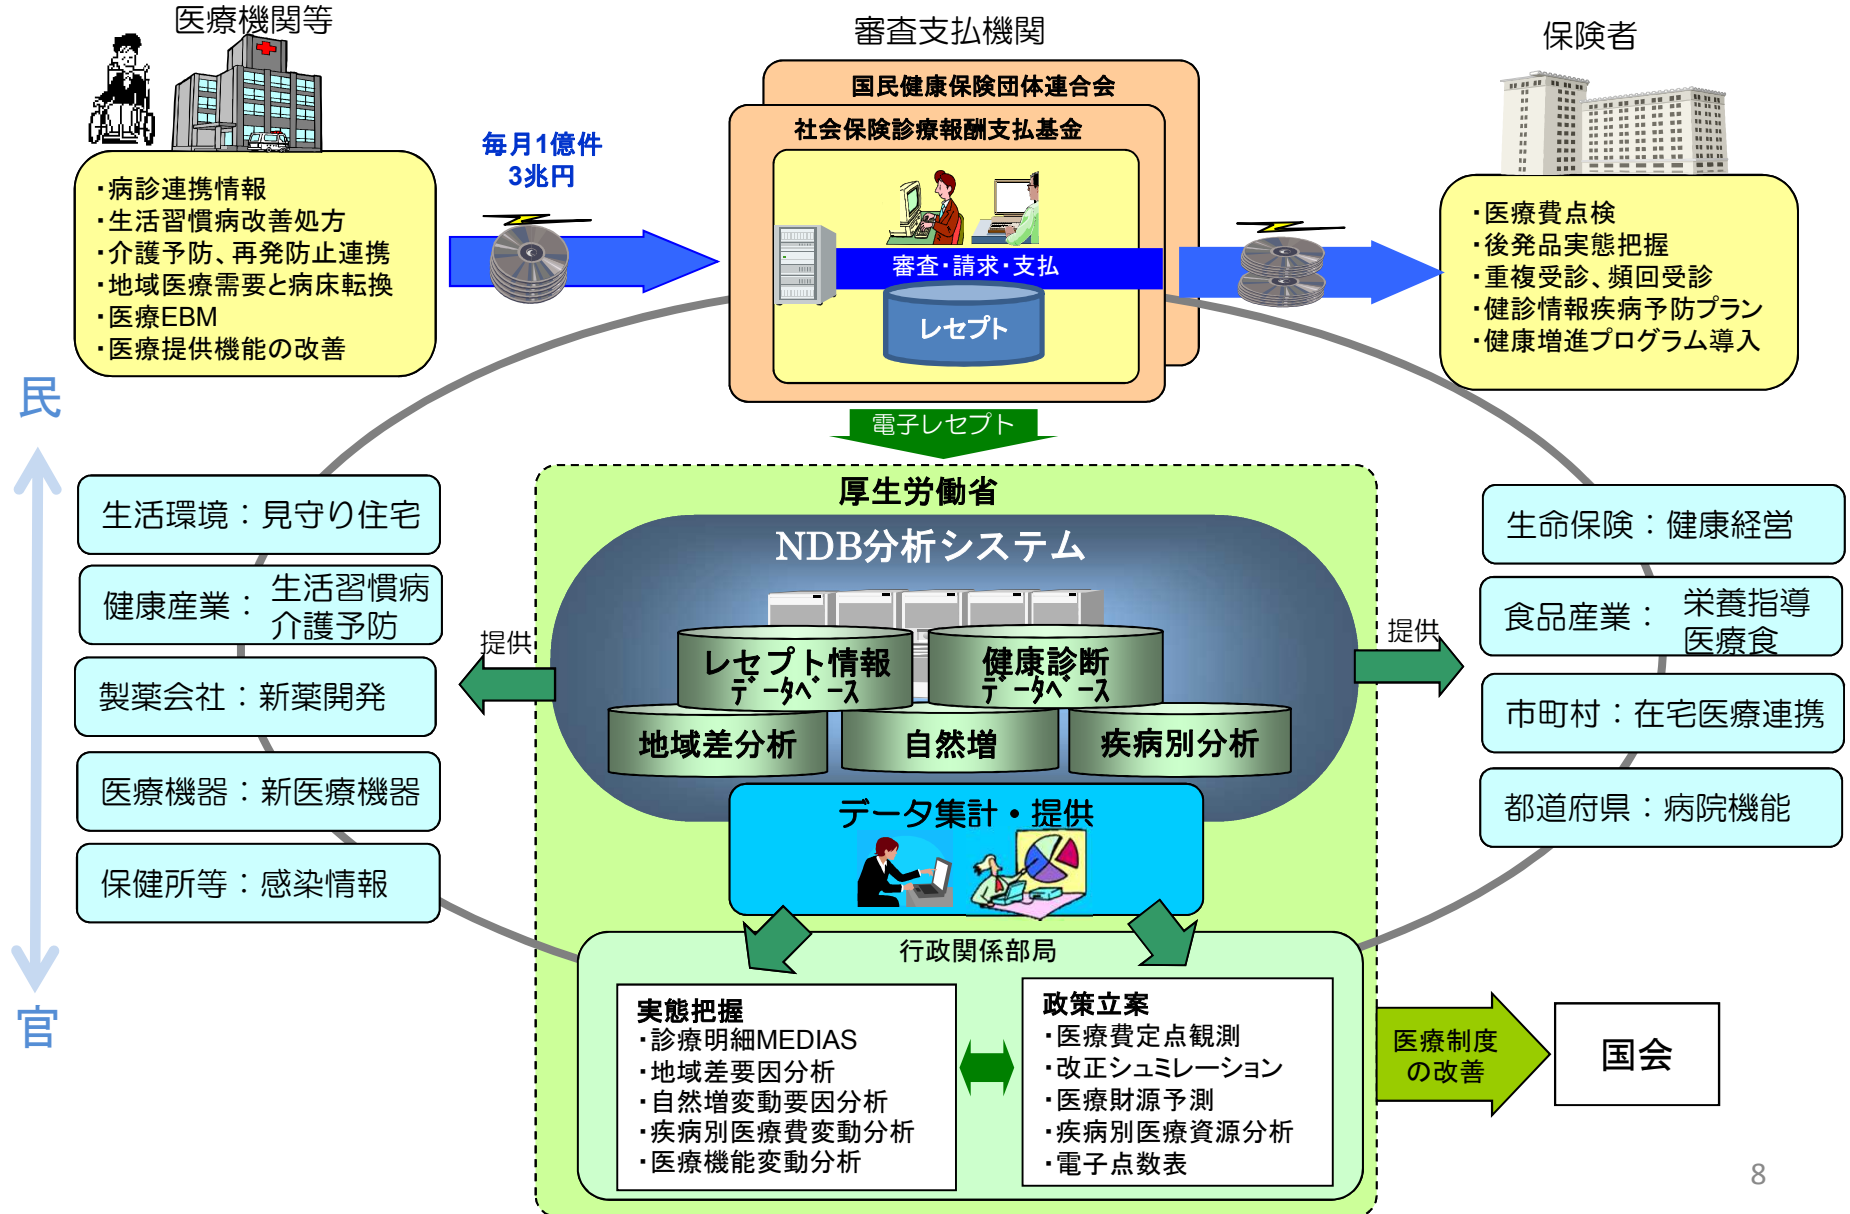 医療機関等
審査支払機関
保険者
国民健康保険団体連合会
社会保険診療報酬支払基金
毎月1億件
3兆円
・病診連携情報
・生活習慣病改善処方
・介護予防、再発防止連携
・地域医療需要と病床転換
・医療EBM
・医療提供機能の改善
審査・請求・支払
レセプト
・医療費点検
・後発品実態把握
・重複受診、頻回受診
・健診情報疾病予防プラン
・健康増進プログラム導入
民
官
電子レセプト
厚生労働省
NDB分析システム
レセプト情報
データベース
健康診断
データベース
地域差分析
自然増
疾病別分析
データ集計・提供
提供
提供
生活環境：見守り住宅
健康産業：生活習慣病
介護予防
製薬会社：新薬開発
医療機器：新医療機器
保健所等：感染情報
生命保険：健康経営
食品産業：栄養指導
医療食
市町村：在宅医療連携
都道府県：病院機能
行政関係部局
実態把握
・診療明細MEDIAS
・地域差要因分析
・自然増変動要因分析
・疾病別医療費変動分析
・医療機能変動分析
政策立案
・医療費定点観測
・改正シュミレーション
・医療財源予測
・疾病別医療資源分析
・電子点数表
医療制度
の改善
国会
8